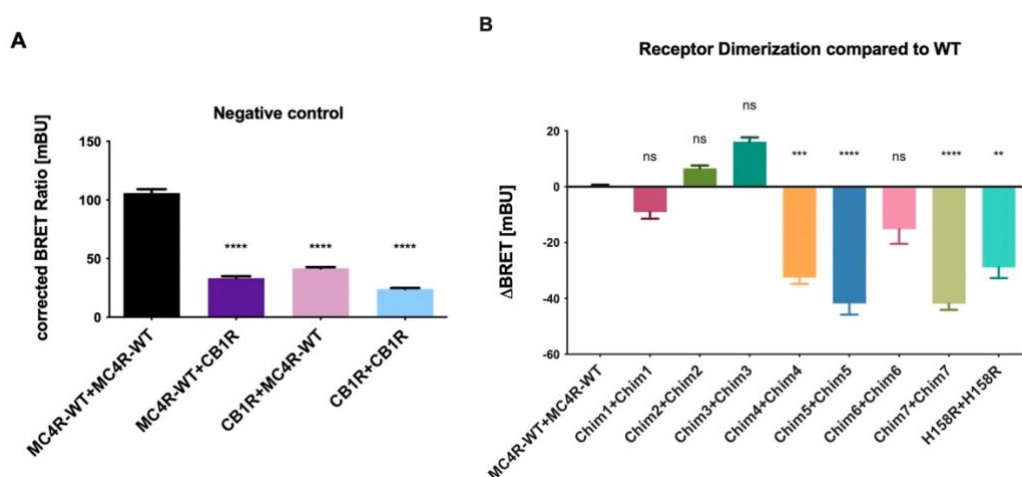 A
Negative control
corrected BRET Ratio [mBU]
150
100
50
0
****
****
****
MC4R-WT+MC4R-WT
MC4R-WT+CB1R
CB1R+MC4R-WT
CB1R+CB1R
B
Receptor Dimerization compared to WT
ΔBRET [mBU]
20
0
-20
-40
-60
ns
ns
ns
***
****
ns
****
**
MC4R-WT+MC4R-WT
Chim1+Chim1
Chim2+Chim2
Chim3+Chim3
Chim4+Chim4
Chim5+Chim5
Chim6+Chim6
Chim7+Chim7
H158R+H158R